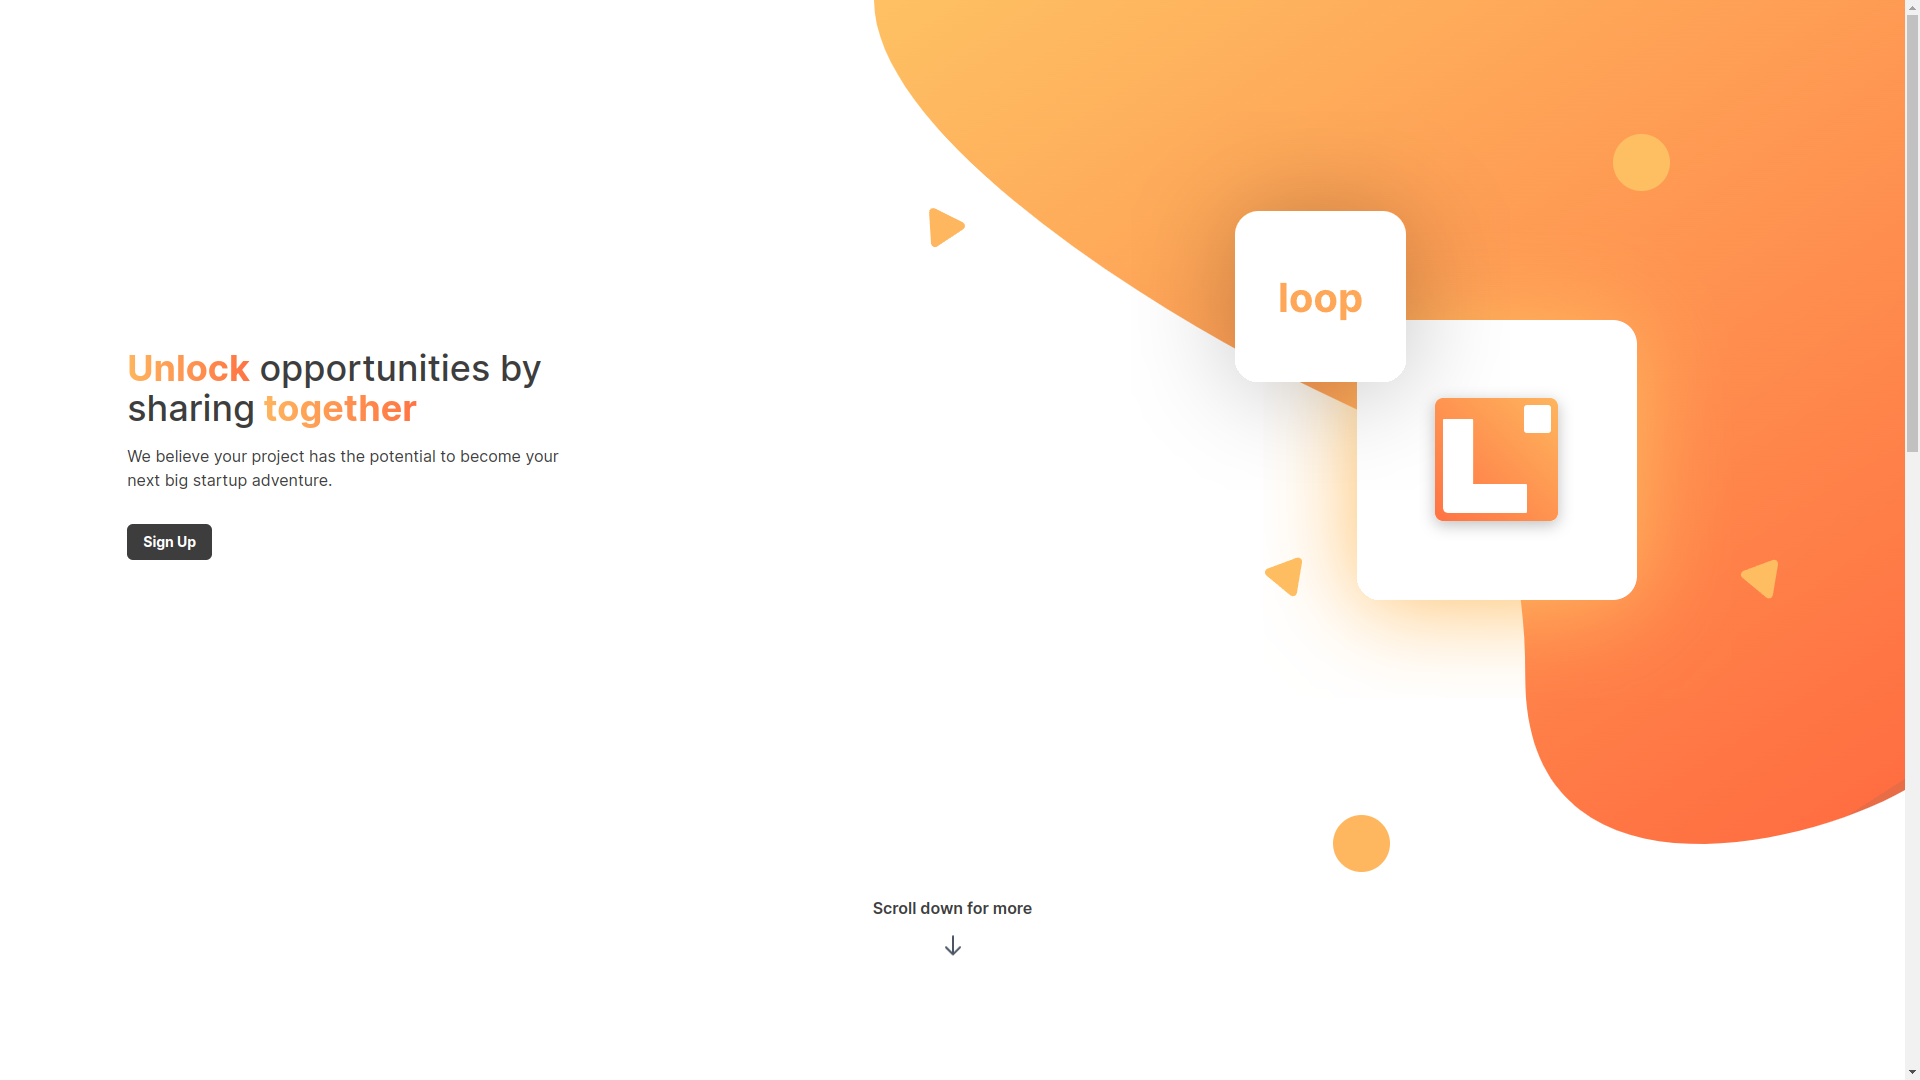 loop
Unlock opportunities by
sharing together
We believe your project has the potential to become your
next big startup adventure.
Sign Up
Scroll down for more